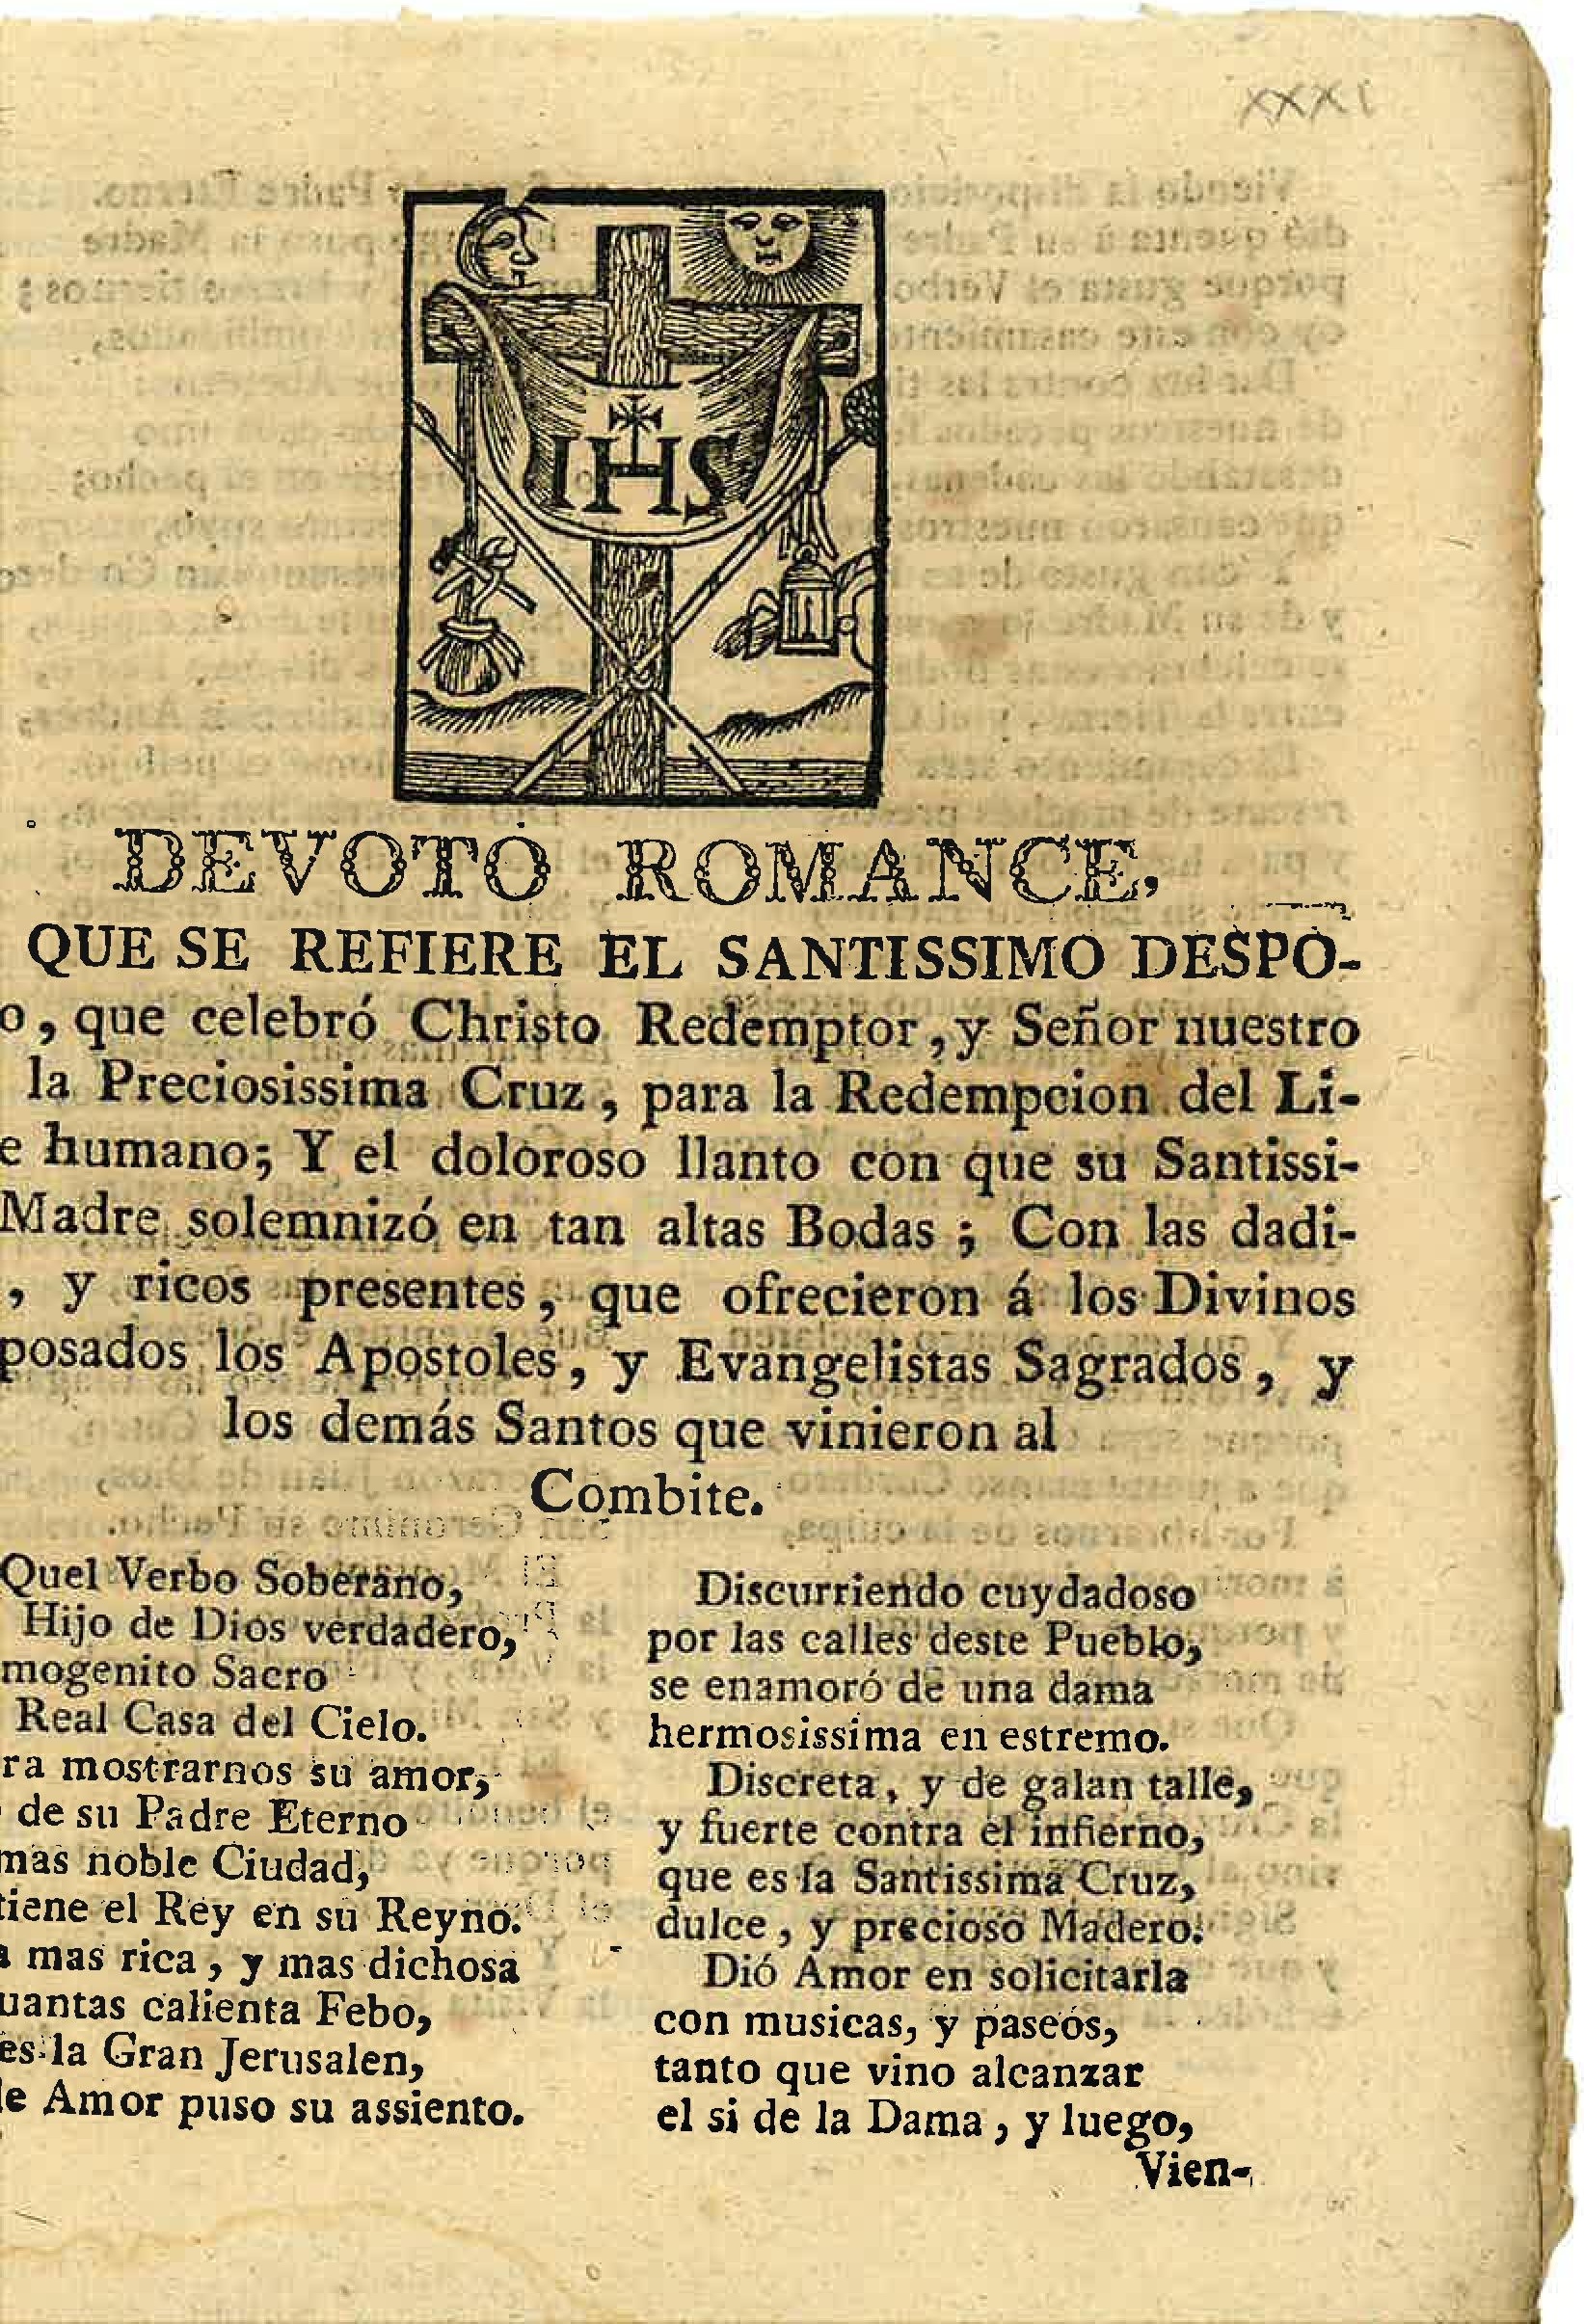 XXXI
IHS
DEVOTO ROMANCE,
QUE SE REFIERE EL SANTISSIMO DESPO-
o, que celebró Christo Redemptor, y Señor nuestro
la Preciosissima Cruz, para la Redempcion del Li-
e humano; Y el doloroso llanto con que su Santissi-
Madre solemnizó en tan altas Bodas; Con las dadi-
, y ricos presentes, que ofrecieron á los Divinos
posados los Apostoles, y Evangelistas Sagrados, y
los demás Santos que vinieron al
Combite.
Quel Verbo Soberano,
Hijo de Dios verdadero,
mogenito Sacro
Real Casa del Cielo.
ra mostrarnos su amor,
de su Padre Eterno
mas noble Ciudad,
tiene el Rey en su Reyno.
a mas rica, y mas dichosa
uantas calienta Febo,
es la Gran Jerusalen,
le Amor puso su assiento.
Discurriendo cuydadoso
por las calles deste Pueblo,
se enamoró de una dama
hermosissima en estremo.
Discreta, y de galan talle,
y fuerte contra el infierno,
que es la Santissima Cruz,
dulce, y precioso Madero.
Dió Amor en solicitarla
con musicas, y paseos,
tanto que vino alcanzar
el si de la Dama, y luego,
Vien-